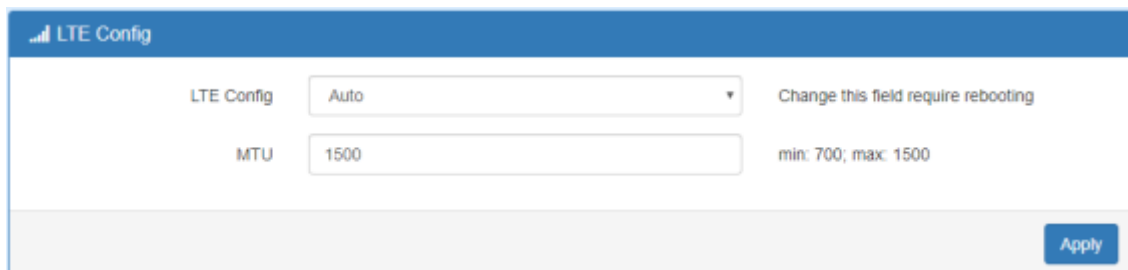 LTE Config
LTE Config Auto Change this field require rebooting
MTU 1500 min: 700; max: 1500
Apply